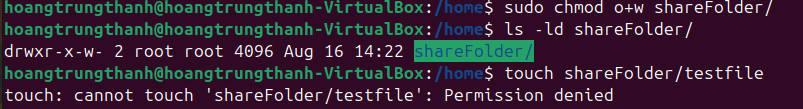 hoangtrungthanh@hoangtrungthanh-VirtualBox:/home$ sudo chmod o+w shareFolder/
hoangtrungthanh@hoangtrungthanh-VirtualBox:/home$ ls -ld shareFolder/
drwxr-x-w- 2 root root 4096 Aug 16 14:22 shareFolder/
hoangtrungthanh@hoangtrungthanh-VirtualBox:/home$ touch shareFolder/testfile
touch: cannot touch 'shareFolder/testfile': Permission denied